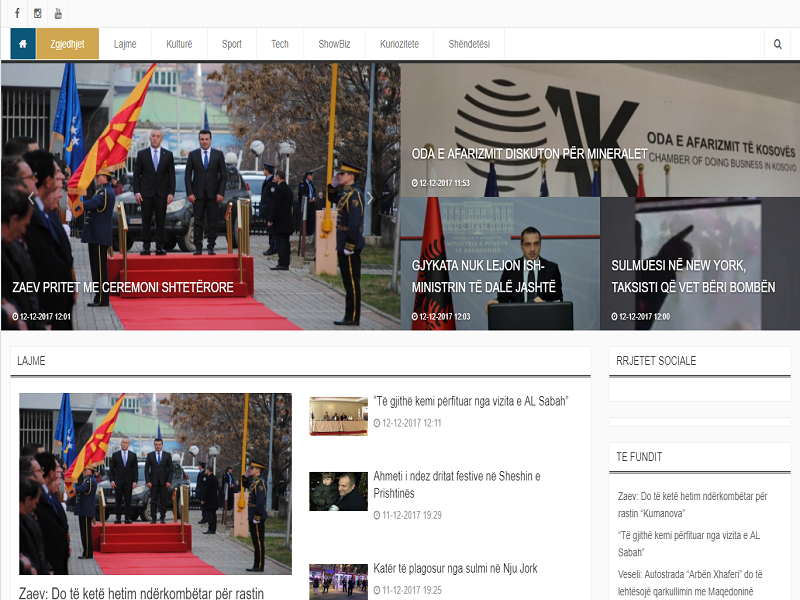 Zgjedhjet Lajme Kulturë Sport Tech ShowBiz Kuriozitete Shëndetësi
ZAEV PRITET ME CEREMONI SHTETËRORE
12-12-2017 12:01
ODA E AFARIZMIT TË KOSOVËS
CHAMBER OF DOING BUSINESS IN KOSOVO
ODA E AFARIZMIT DISKUTON PËR MINERALET
12-12-2017 11:53
GJYKATA NUK LEJON ISH-
MINISTRIN TË DALË JASHTË
12-12-2017 12:03
SULMUESI NË NEW YORK,
TAKSISTI QË VET BËRI BOMBËN
12-12-2017 12:00
LAJME
Zaev: Do të ketë hetim ndërkombëtar për rastin
“Të gjithë kemi përfituar nga vizita e AL Sabah”
12-12-2017 12:11
Ahmeti i ndez dritat festive në Sheshin e
Prishtinës
11-12-2017 19:29
Katër të plagosur nga sulmi në Nju Jork
11-12-2017 19:25
RRJETET SOCIALE
TE FUNDIT
Zaev: Do të ketë hetim ndërkombëtar për
rastin “Kumanova”
“Të gjithë kemi përfituar nga vizita e AL
Sabah”
Veseli: Autostrada “Arbën Xhaferi” do të
lehtësojë qarkullimin me Maqedoninë